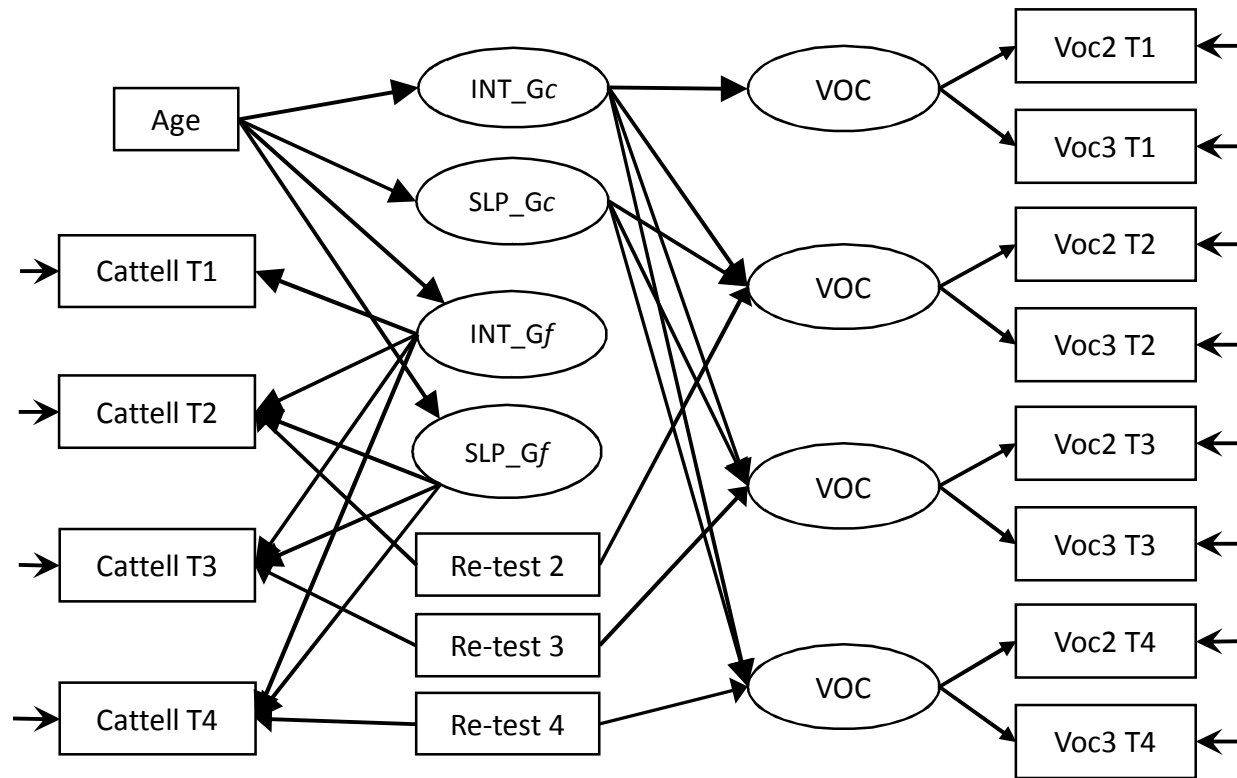 Age
Cattell T1
Cattell T2
Cattell T3
Cattell T4
INT_Gc
SLP_Gc
INT_Gf
SLP_Gf
Re-test 2
Re-test 3
Re-test 4
VOC
VOC
VOC
VOC
Voc2 T1
Voc3 T1
Voc2 T2
Voc3 T2
Voc2 T3
Voc3 T3
Voc2 T4
Voc3 T4